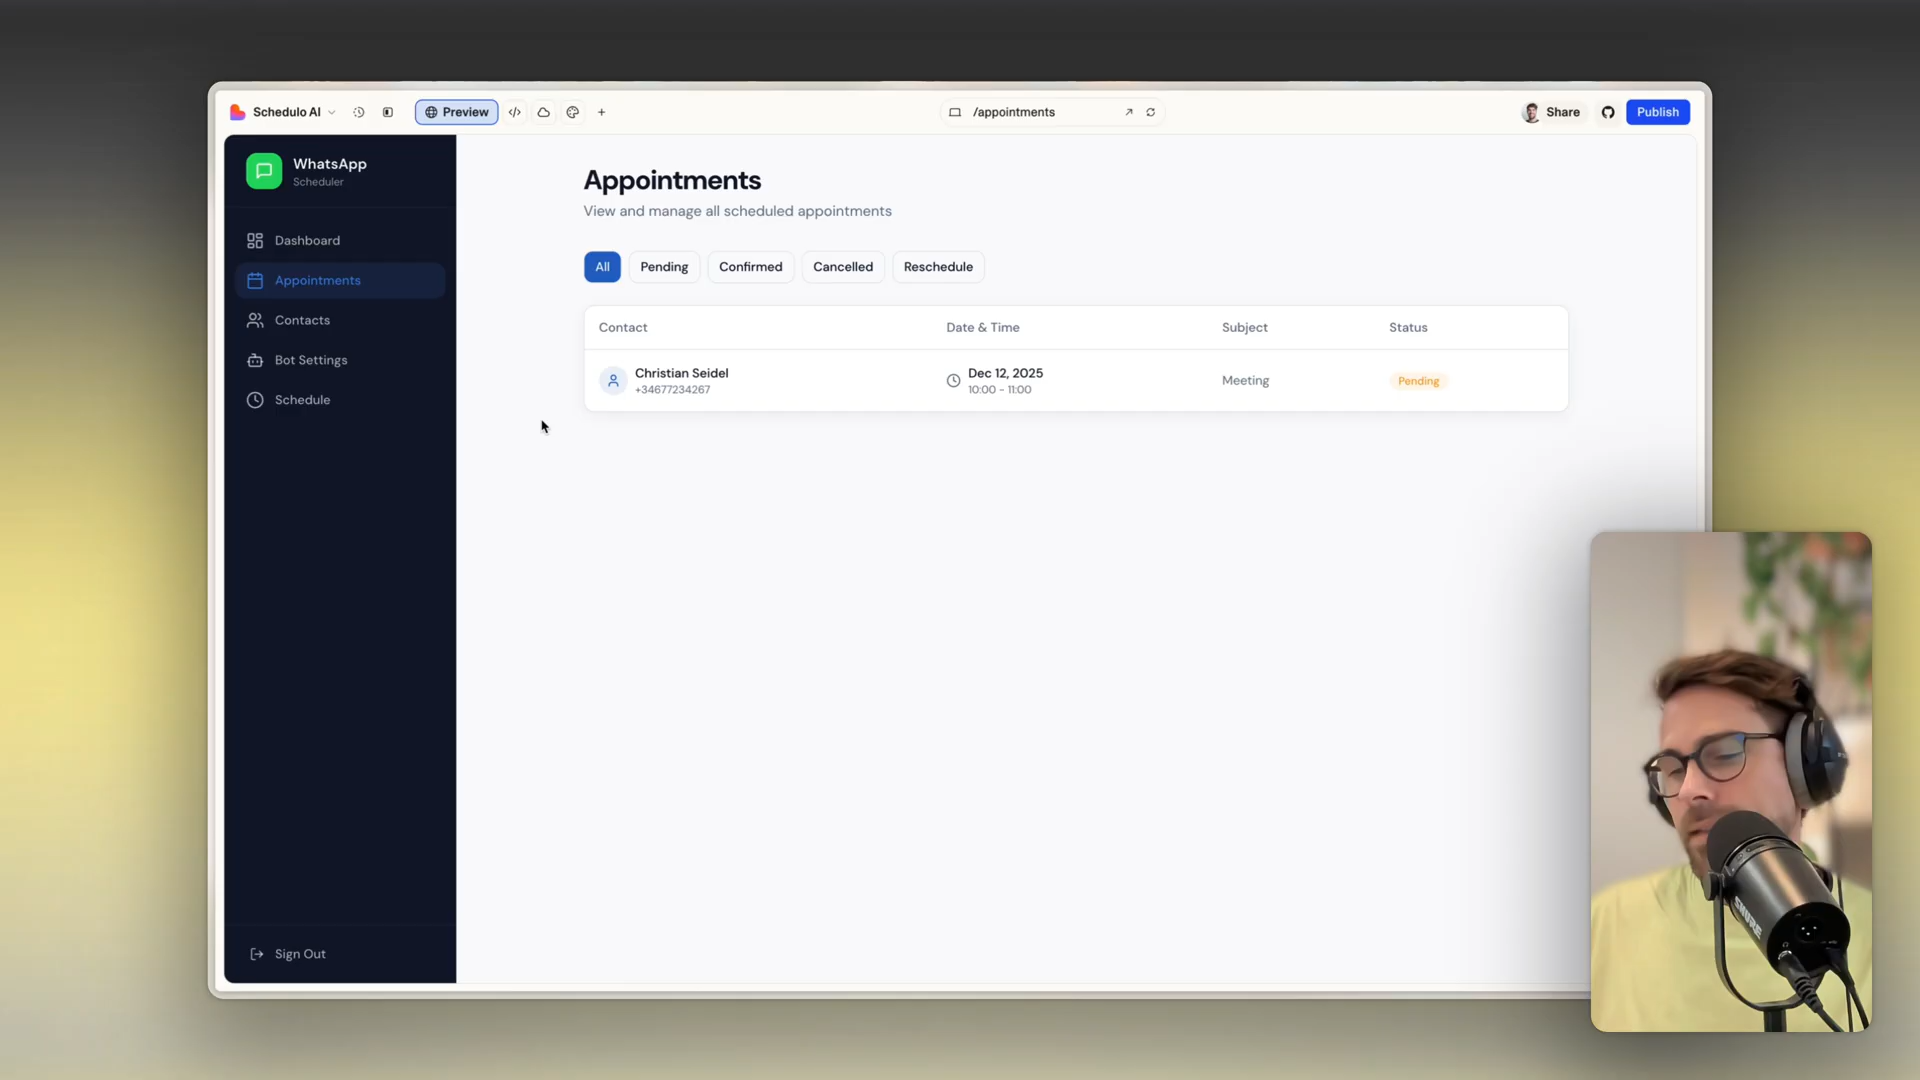 Schedulo AI
Preview
/appointments
Share
Publish
WhatsApp
Scheduler
Dashboard
Appointments
Contacts
Bot Settings
Schedule
Sign Out
Appointments
View and manage all scheduled appointments
All
Pending
Confirmed
Cancelled
Reschedule
Contact
Date & Time
Subject
Status
Christian Seidel
+34677234267
Dec 12, 2025
10:00 - 11:00
Meeting
Pending
SHURE